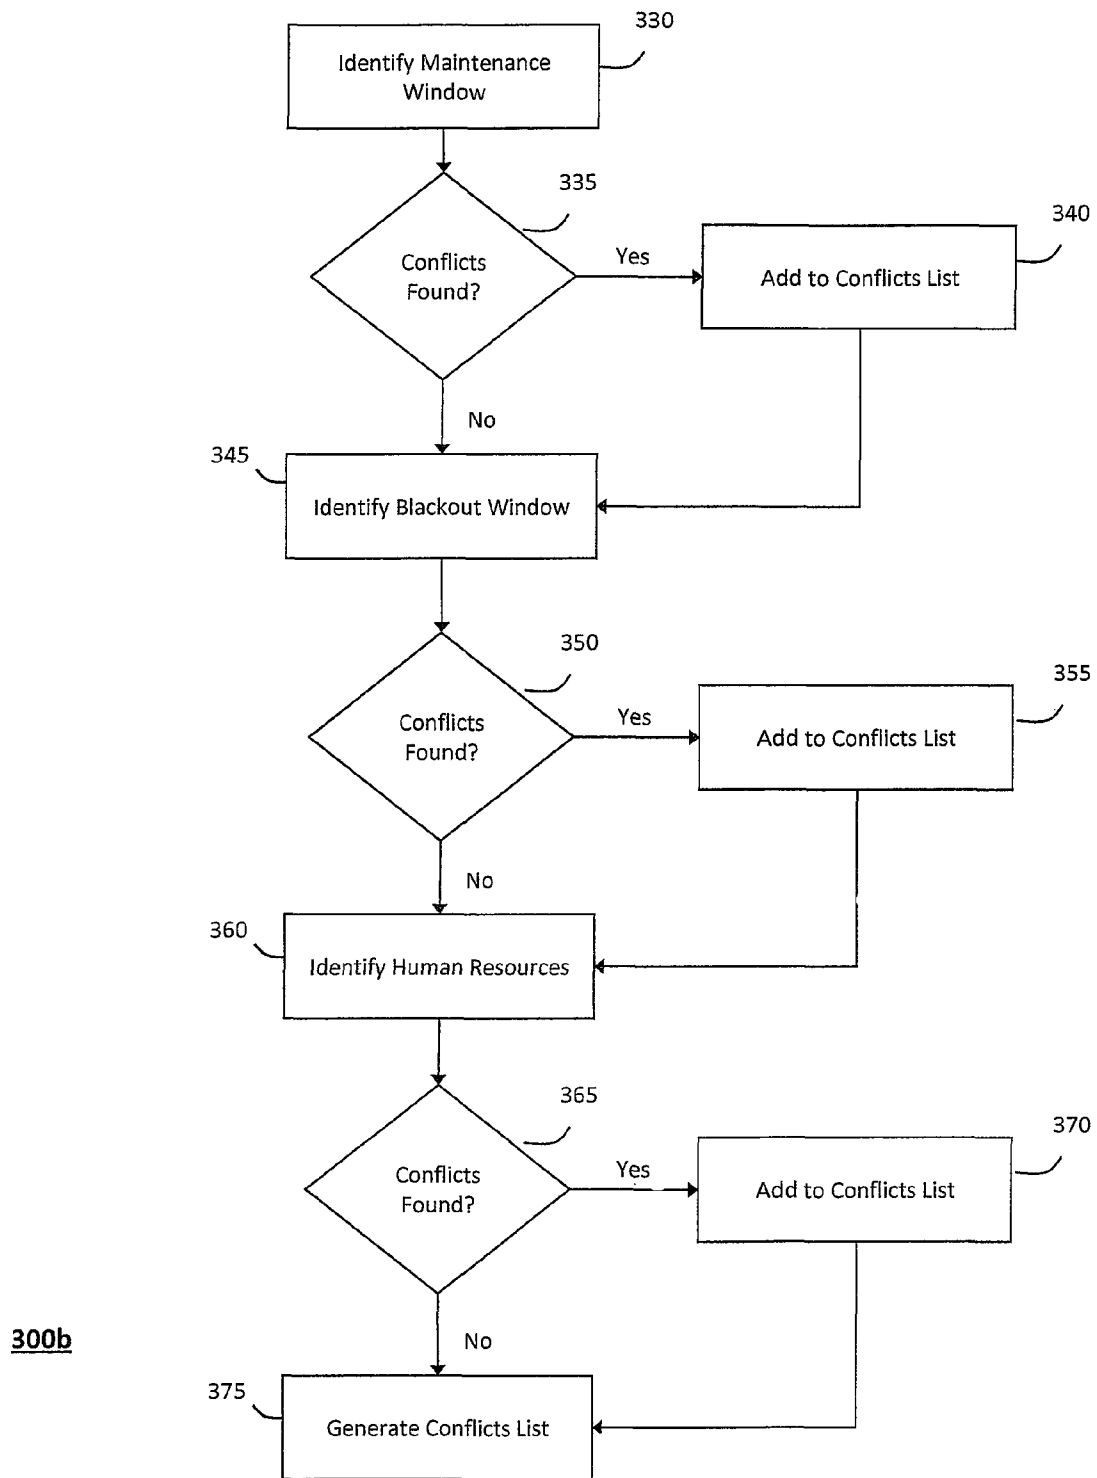 330
Identify Maintenance
Window
335
Conflicts
Found?
Yes
340
Add to Conflicts List
No
345
Identify Blackout Window
350
Conflicts
Found?
Yes
355
Add to Conflicts List
No
360
Identify Human Resources
365
Conflicts
Found?
Yes
370
Add to Conflicts List
300b
No
375
Generate Conflicts List